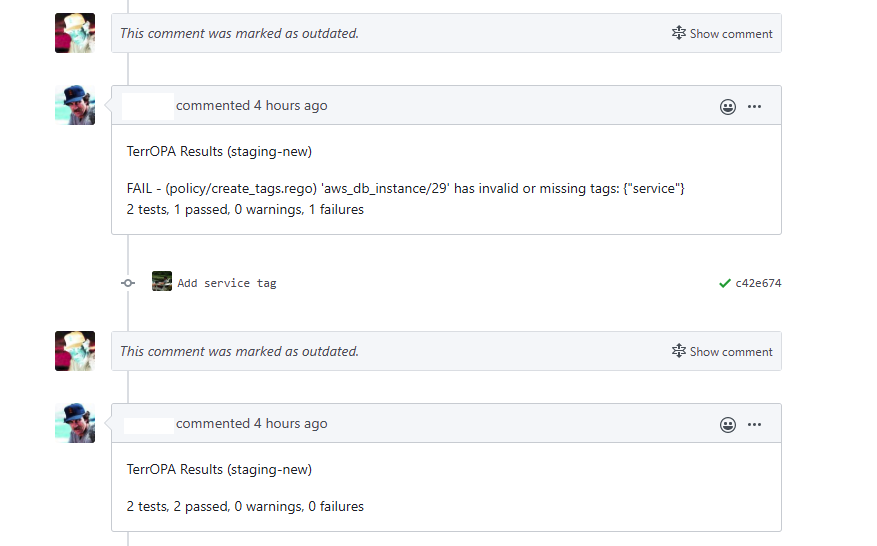 This comment was marked as outdated.
Show comment
commented 4 hours ago
TerrOPA Results (staging-new)
FAIL - (policy/create_tags.rego) 'aws_db_instance/29' has invalid or missing tags: {"service"}
2 tests, 1 passed, 0 warnings, 1 failures
Add service tag
c42e674
This comment was marked as outdated.
Show comment
commented 4 hours ago
TerrOPA Results (staging-new)
2 tests, 2 passed, 0 warnings, 0 failures